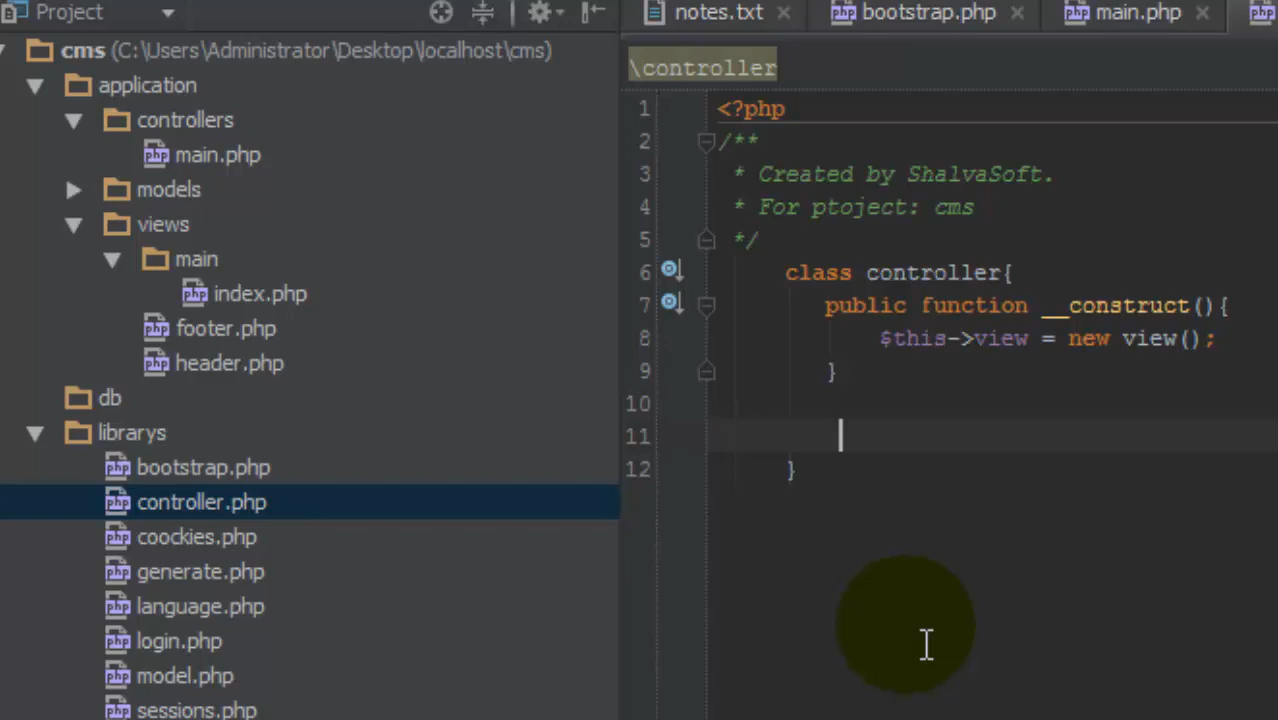 Project
cms (C:\Users\Administrator\Desktop\localhost\cms)
application
controllers
main.php
models
views
main
index.php
footer.php
header.php
db
librarys
bootstrap.php
controller.php
coockies.php
generate.php
language.php
login.php
model.php
sessions.php
notes.txt
bootstrap.php
main.php
php
\controller
1 <?php
2 /**
3 * Created by ShalvaSoft.
4 * For ptoject: cms
5 */
6 class controller{
7 public function __construct(){
8 $this->view = new view();
9 }
10
11
12 }